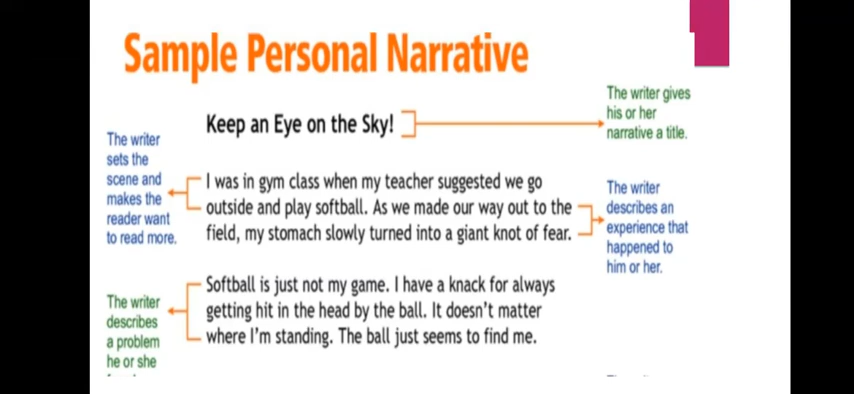 Sample Personal Narrative
Keep an Eye on the Sky!
The writer gives
his or her
narrative a title.
The writer
sets the
scene and
makes the
reader want
to read more.
I was in gym class when my teacher suggested we go
outside and play softball. As we made our way out to the
field, my stomach slowly turned into a giant knot of fear.
The writer
describes an
experience that
happened to
him or her.
Softball is just not my game. I have a knack for always
getting hit in the head by the ball. It doesn't matter
where I'm standing. The ball just seems to find me.
The writer
describes
a problem
he or she